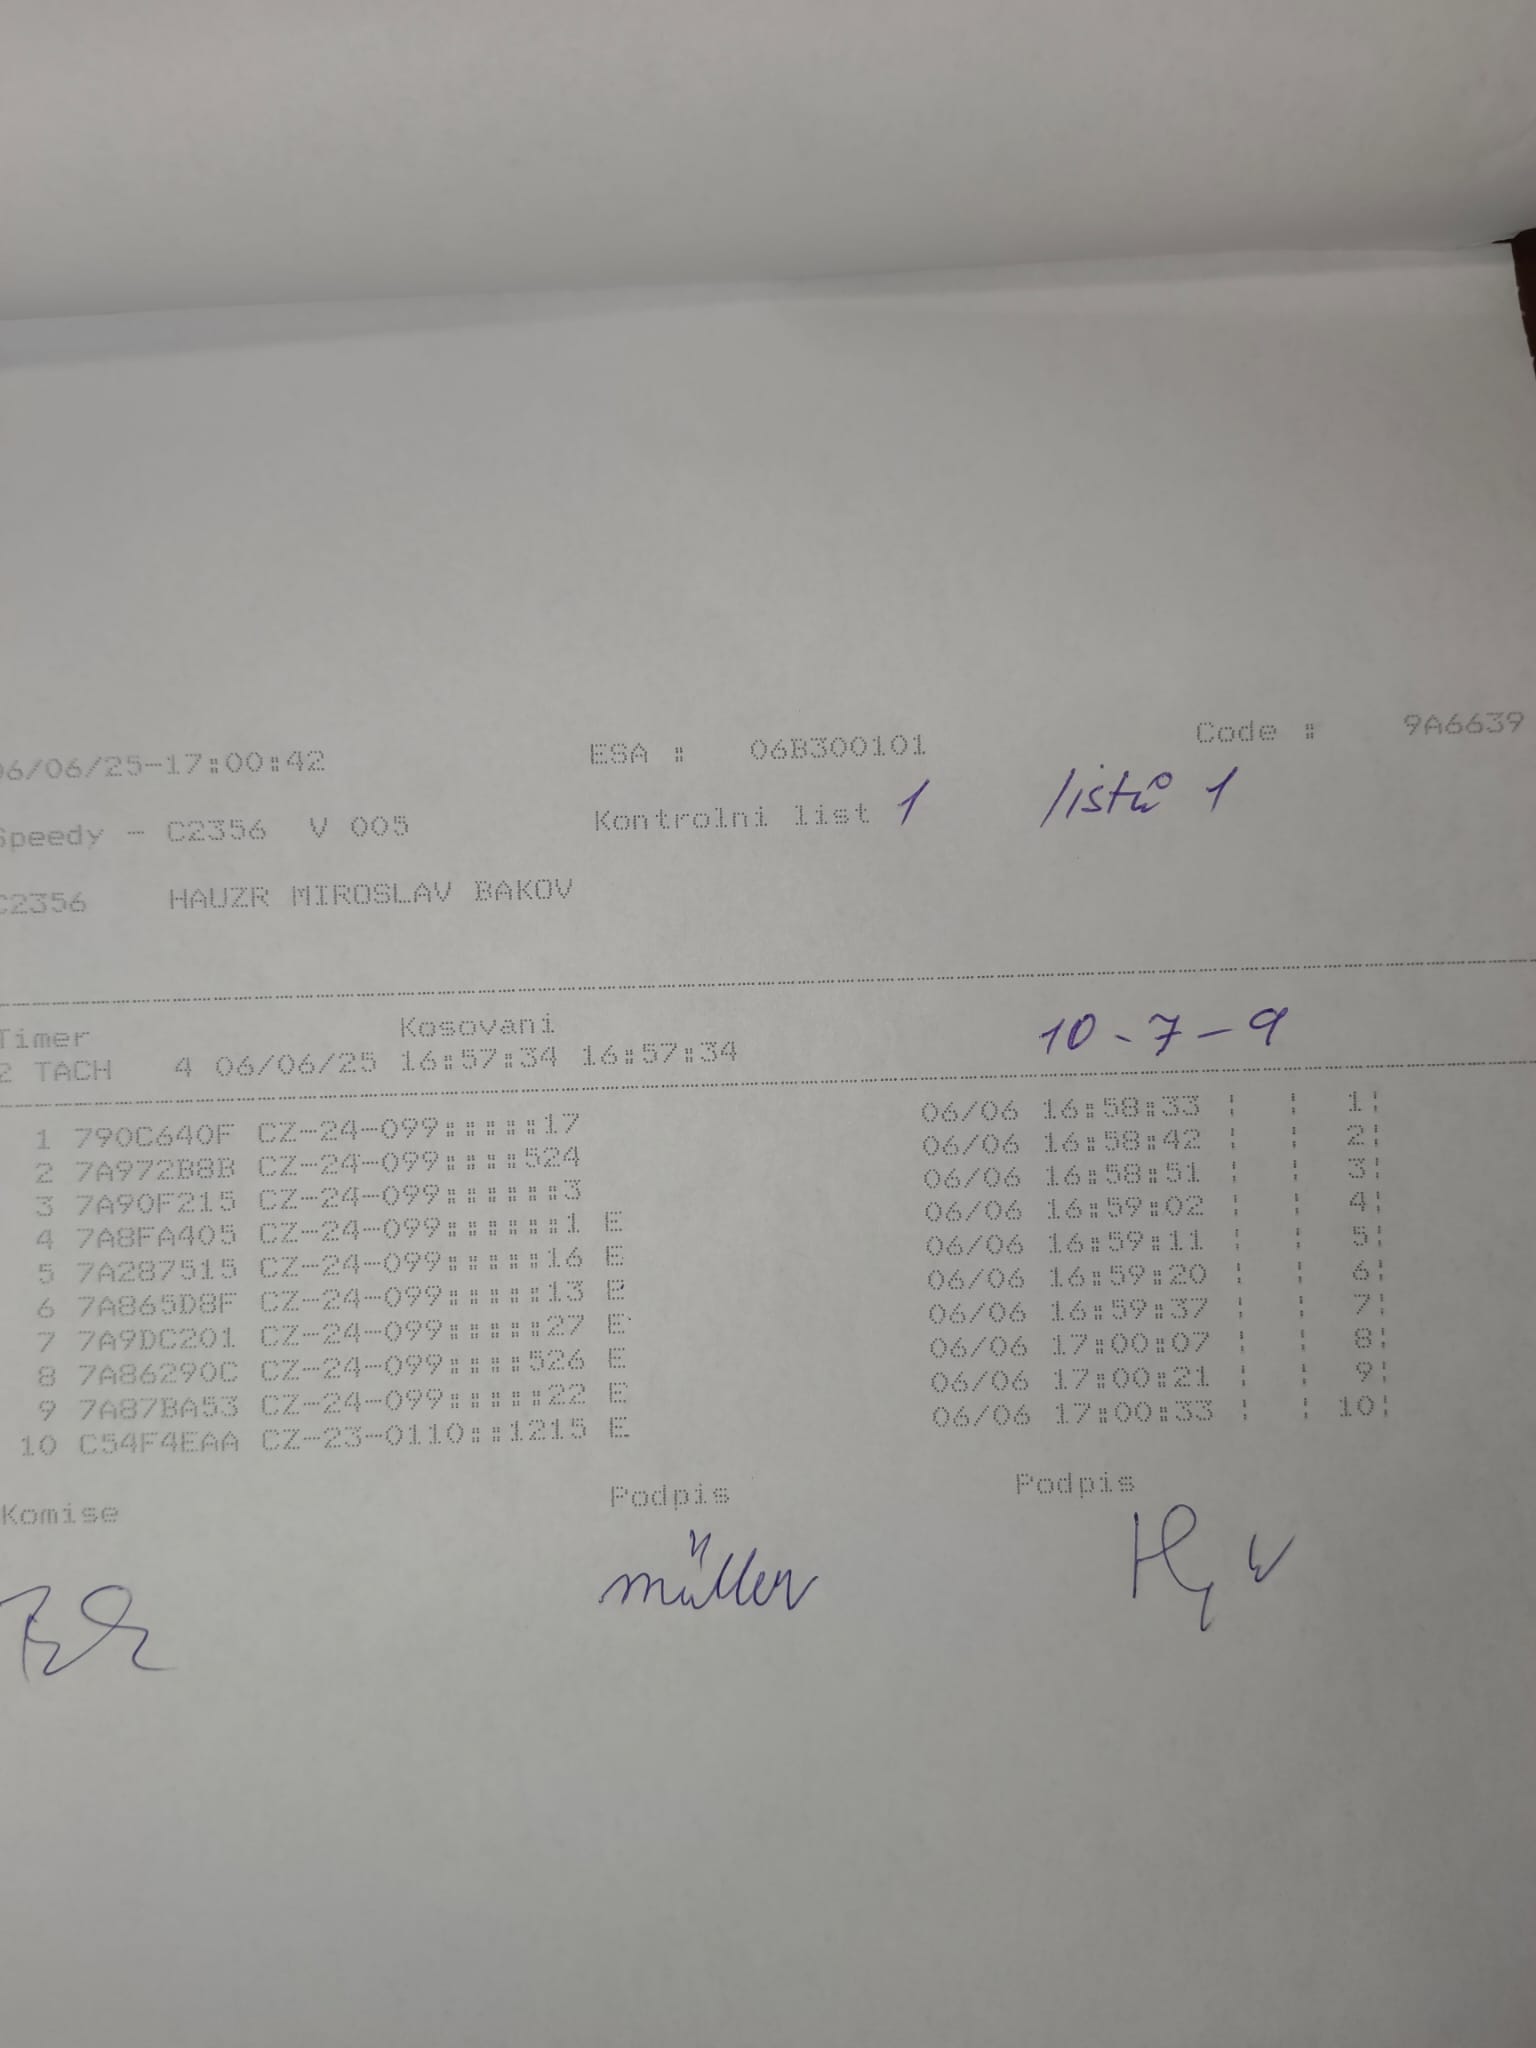 06/06/25-17:00:42 ESA : 06B300101 Code : 9A6639
Speedy - C2356 V 005 Kontrolni list 1 listů 1
C2356 HAUZR MIROSLAV BAKOV
Timer Kosovani
2 TACH 4 06/06/25 16:57:34 16:57:34 10-7-9
1 790C640F CZ-24-099:::::17 06/06 16:58:33 ¦ ¦ 1¦
2 7A972B8B CZ-24-099::::524 06/06 16:58:42 ¦ ¦ 2¦
3 7A90F215 CZ-24-099::::::3 06/06 16:58:51 ¦ ¦ 3¦
4 7A8FA405 CZ-24-099::::::1 E 06/06 16:59:02 ¦ ¦ 4¦
5 7A287515 CZ-24-099:::::16 E 06/06 16:59:11 ¦ ¦ 5¦
6 7A865D8F CZ-24-099:::::13 E 06/06 16:59:20 ¦ ¦ 6¦
7 7A9DC201 CZ-24-099:::::27 E 06/06 16:59:37 ¦ ¦ 7¦
8 7A86290C CZ-24-099::::526 E 06/06 17:00:07 ¦ ¦ 8¦
9 7A87BA53 CZ-24-099:::::22 E 06/06 17:00:21 ¦ ¦ 9¦
10 C54F4EAA CZ-23-0110::1215 E 06/06 17:00:33 ¦ ¦ 10¦
Komise Podpis Podpis
müller